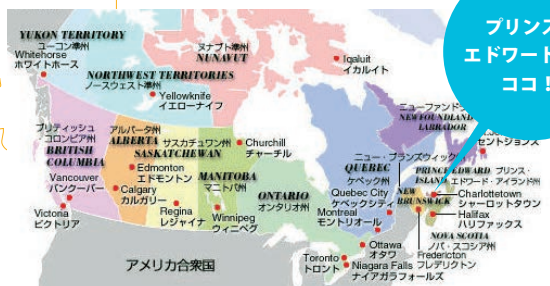 プリンス
エドワード
ココ！
YUKON TERRITORY
ユーコン準州
Whitehorse
ホワイトホース
ヌナブト準州
NUNAVUT
Iqaluit
イカルイト
NORTHWEST TERRITORIES
ノースウェスト準州
Yellowknife
イエローナイフ
ニューファンド
NEWFOUNDLAND
LABRADOR
セントジョンズ
ブリティッシュ
コロンビア州
BRITISH
COLUMBIA
アルバータ州
ALBERTA
サスカチュワン州
SASKATCHEWAN
Churchill
チャーチル
Edmonton
エドモントン
MANITOBA
マニトバ州
Vancouver
バンクーバー
Calgary
カルガリー
Victoria
ビクトリア
Regina
レジャイナ
Winnipeg
ウィニペグ
ONTARIO
オンタリオ州
QUEBEC
ケベック州
Quebec City
ケベックシティ
Montreal
モントリオール
ニュー・ブランズウィック
NEW
BRUNSWICK
PRINCE EDWARD
ISLAND
プリンス・
エドワード・アイランド州
Charlottetown
シャーロットタウン
Halifax
ハリファックス
NOVA SCOTIA
ノバ・スコシア州
Ottawa
オタワ
Fredericton
フレデリクトン
Toronto
トロント
Niagara Falls
ナイアガラフォールズ
アメリカ合衆国